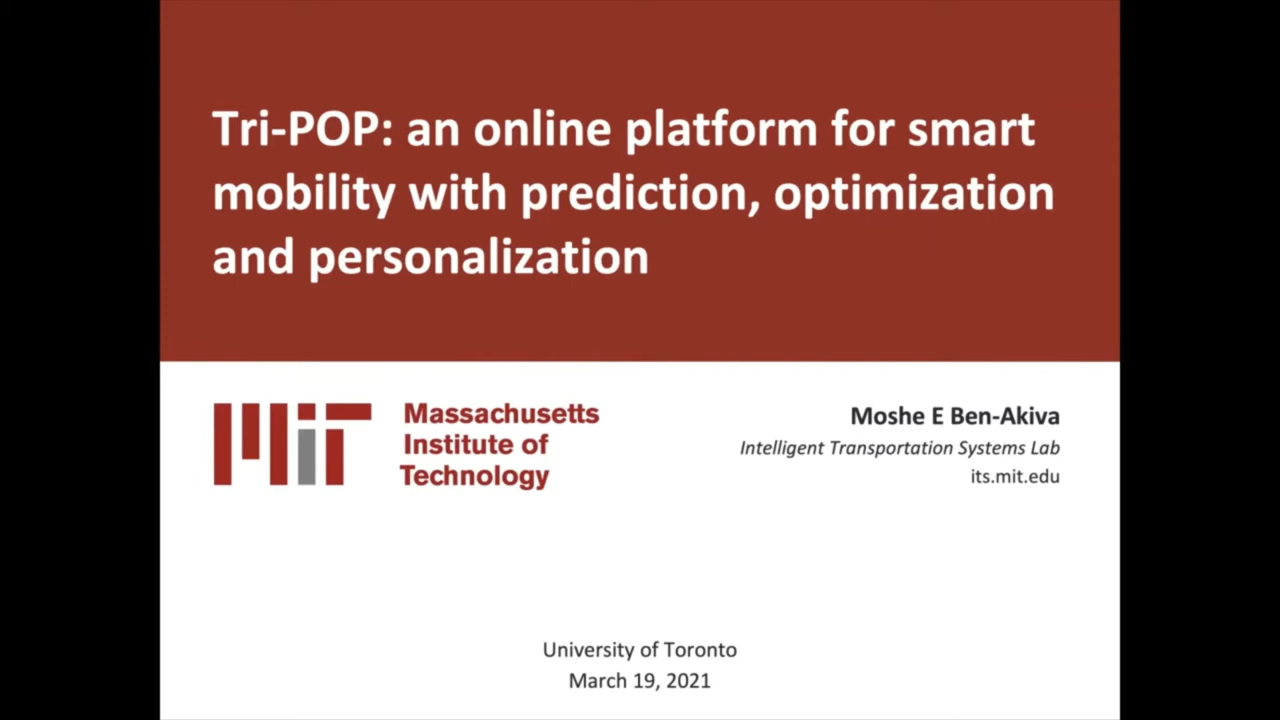 Tri-POP: an online platform for smart
mobility with prediction, optimization
and personalization
MiT
Massachusetts
Institute of
Technology
Moshe E Ben-Akiva
Intelligent Transportation Systems Lab
its.mit.edu
University of Toronto
March 19, 2021